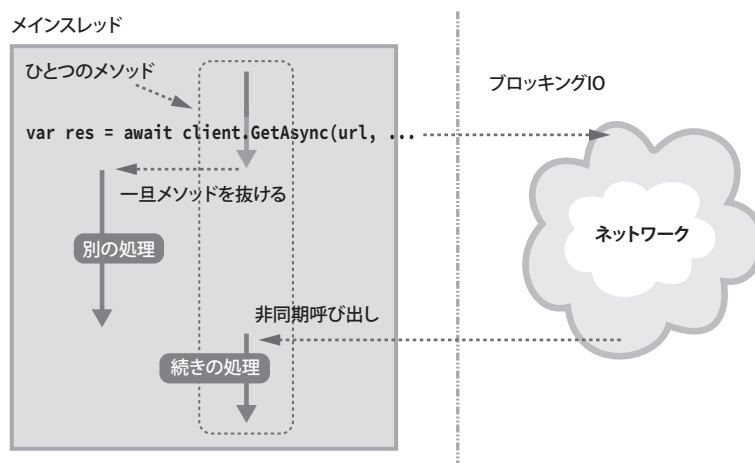 メインスレッド
ひとつのメソッド
ブロッキングIO
var res = await client.GetAsync(url, ...
一旦メソッドを抜ける
別の処理
ネットワーク
非同期呼び出し
続きの処理